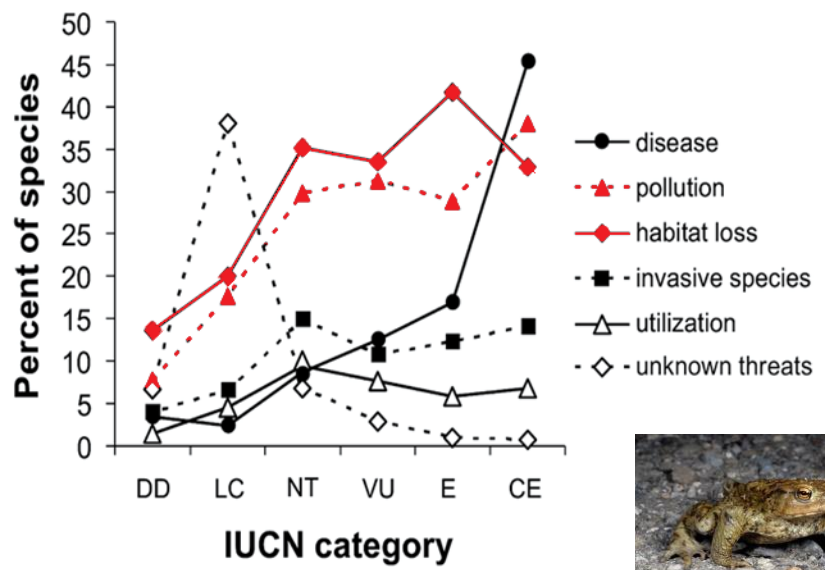 Percent of species
50
45
40
35
30
25
20
15
10
5
0
DD LC NT VU E CE
IUCN category
disease
pollution
habitat loss
invasive species
utilization
unknown threats